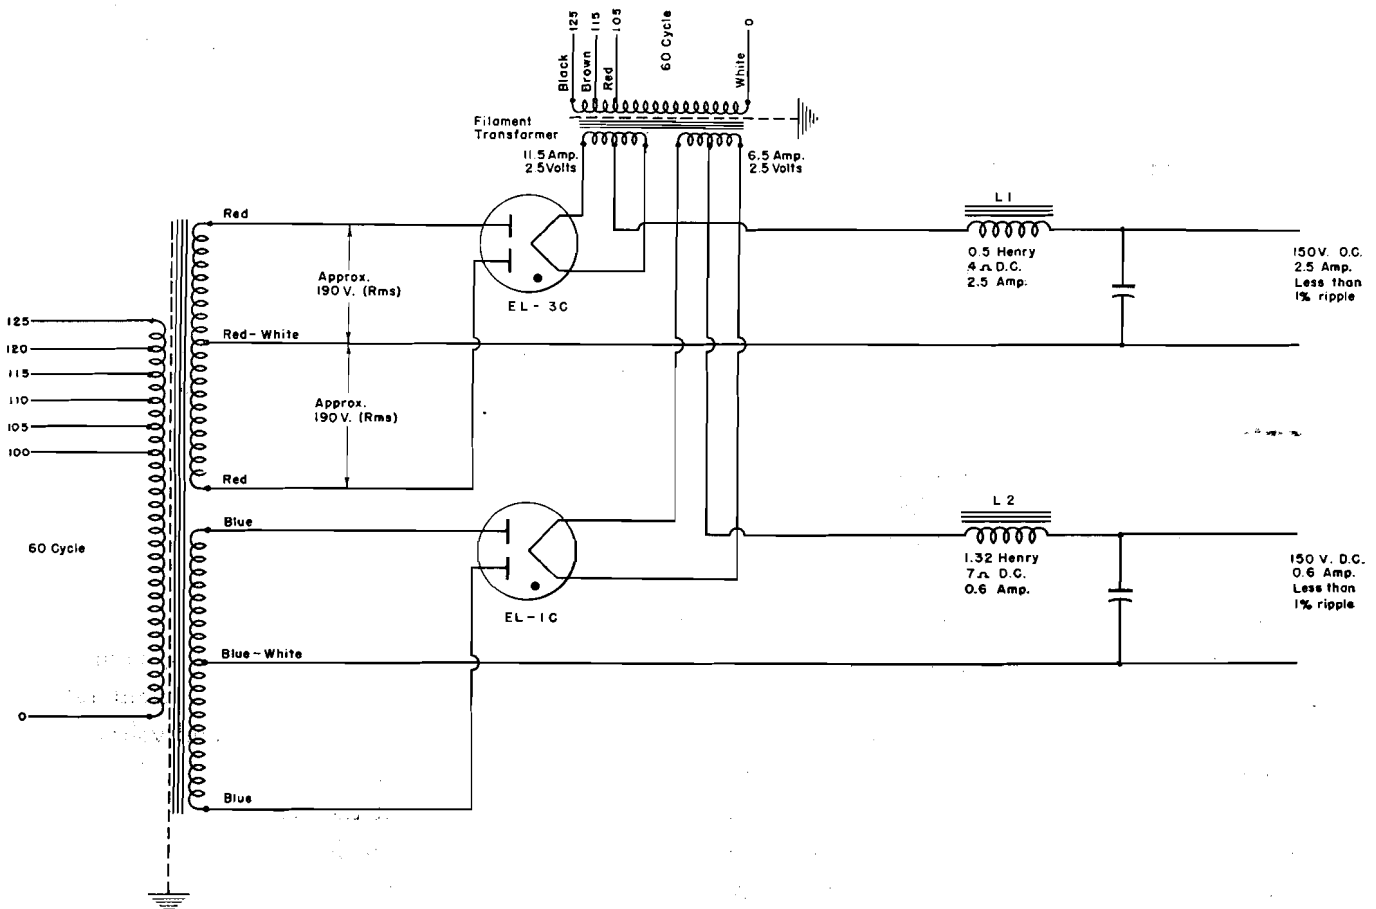 125
115
105
60 Cycle
0
Black
Brown
Red
White
Filament
Transformer
11.5 Amp.
2.5 Volts
6.5 Amp.
2.5 Volts
Red
Approx.
190 V. (Rms)
EL - 3C
Red - White
Approx.
190 V. (Rms)
Red
L1
0.5 Henry
4 Ω D.C.
2.5 Amp.
150 V. D.C.
2.5 Amp.
Less than
1% ripple
125
120
115
110
105
100
60 Cycle
0
Blue
EL - 1C
Blue - White
Blue
L 2
1.32 Henry
7 Ω D.C.
0.6 Amp.
150 V. D.C.
0.6 Amp.
Less than
1% ripple